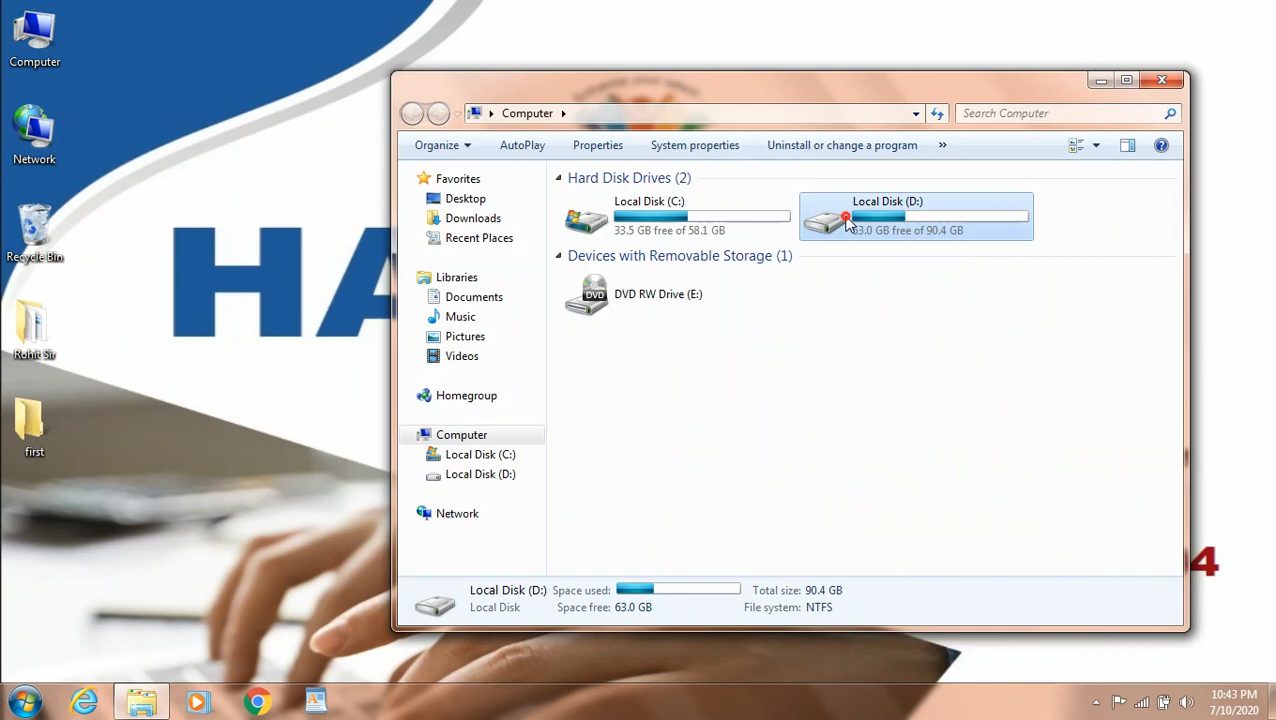 Computer
Network
Recycle Bin
Rohit Sir
first
HA
4
Computer
Search Computer
Organize
AutoPlay
Properties
System properties
Uninstall or change a program
»
Favorites
Desktop
Downloads
Recent Places
Libraries
Documents
Music
Pictures
Videos
Homegroup
Computer
Local Disk (C:)
Local Disk (D:)
Network
Hard Disk Drives (2)
Local Disk (C:)
33.5 GB free of 58.1 GB
Local Disk (D:)
63.0 GB free of 90.4 GB
Devices with Removable Storage (1)
DVD
DVD RW Drive (E:)
Local Disk (D:) Space used: Total size: 90.4 GB
Local Disk Space free: 63.0 GB File system: NTFS
10:43 PM
7/10/2020